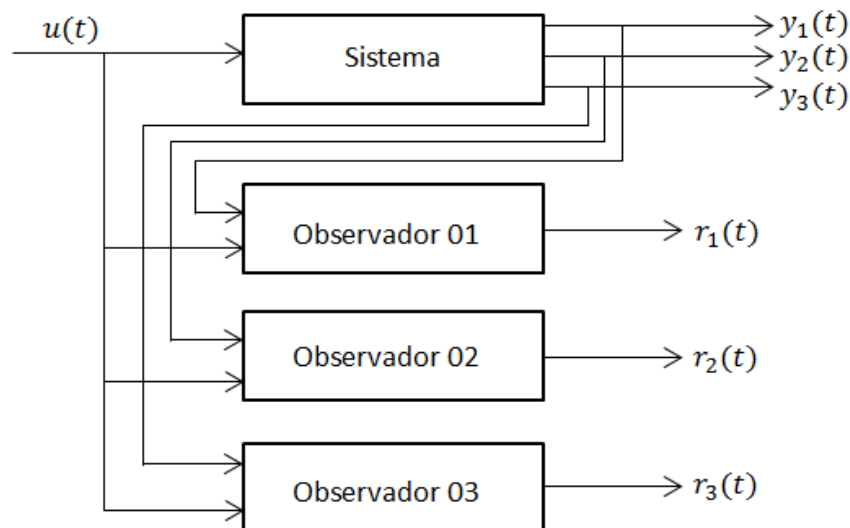 u(t)
Sistema
y₁(t)
y₂(t)
y₃(t)
Observador 01
r₁(t)
Observador 02
r₂(t)
Observador 03
r₃(t)